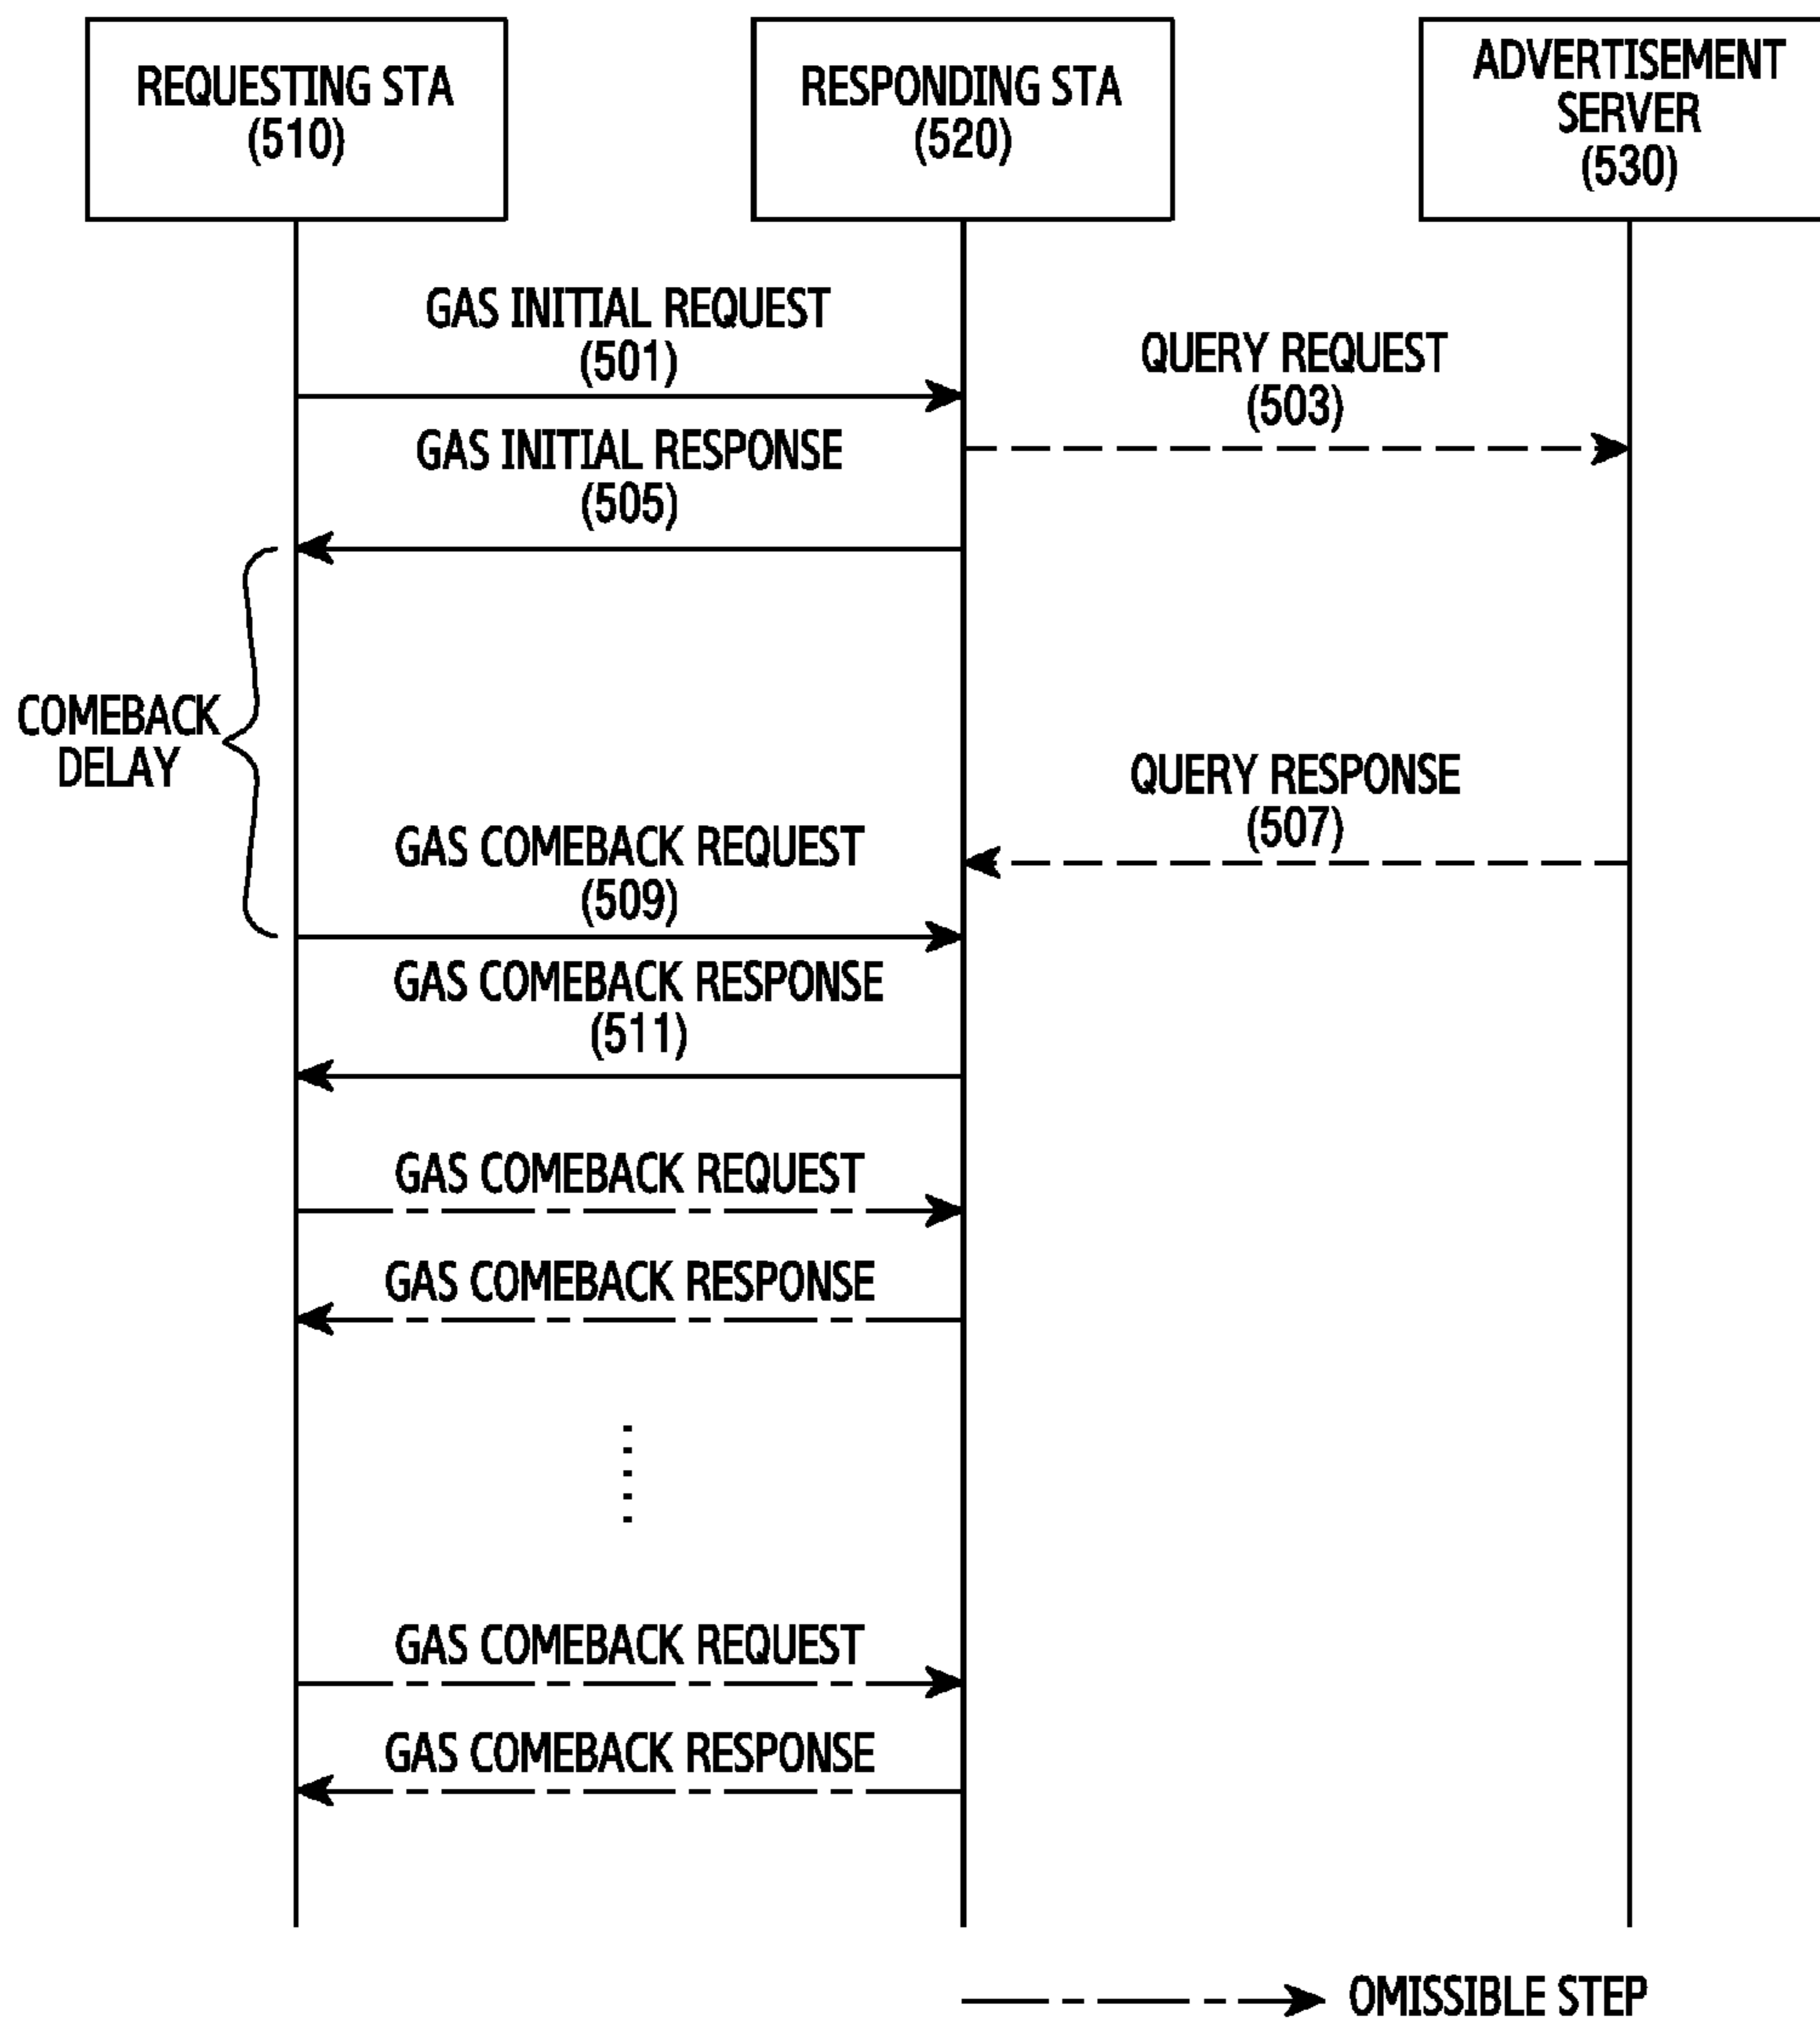 REQUESTING STA
(510)
RESPONDING STA
(520)
ADVERTISEMENT
SERVER
(530)
GAS INITIAL REQUEST
(501)
QUERY REQUEST
(503)
GAS INITIAL RESPONSE
(505)
COMEBACK
DELAY
QUERY RESPONSE
(507)
GAS COMEBACK REQUEST
(509)
GAS COMEBACK RESPONSE
(511)
GAS COMEBACK REQUEST
GAS COMEBACK RESPONSE
GAS COMEBACK REQUEST
GAS COMEBACK RESPONSE
OMISSIBLE STEP